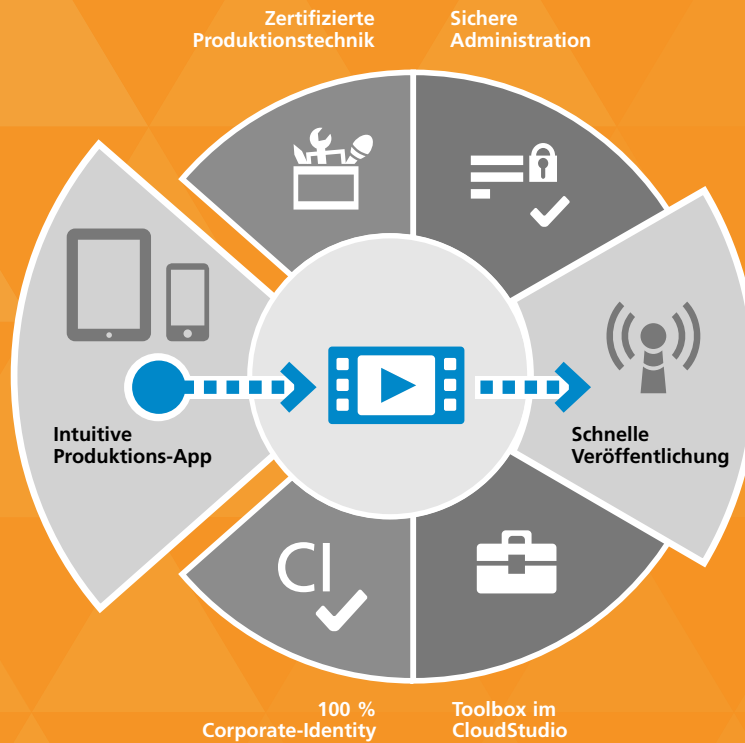 Zertifizierte
Produktionstechnik
Sichere
Administration
Intuitive
Produktions-App
Schnelle
Veröffentlichung
CI
100 %
Corporate-Identity
Toolbox im
CloudStudio